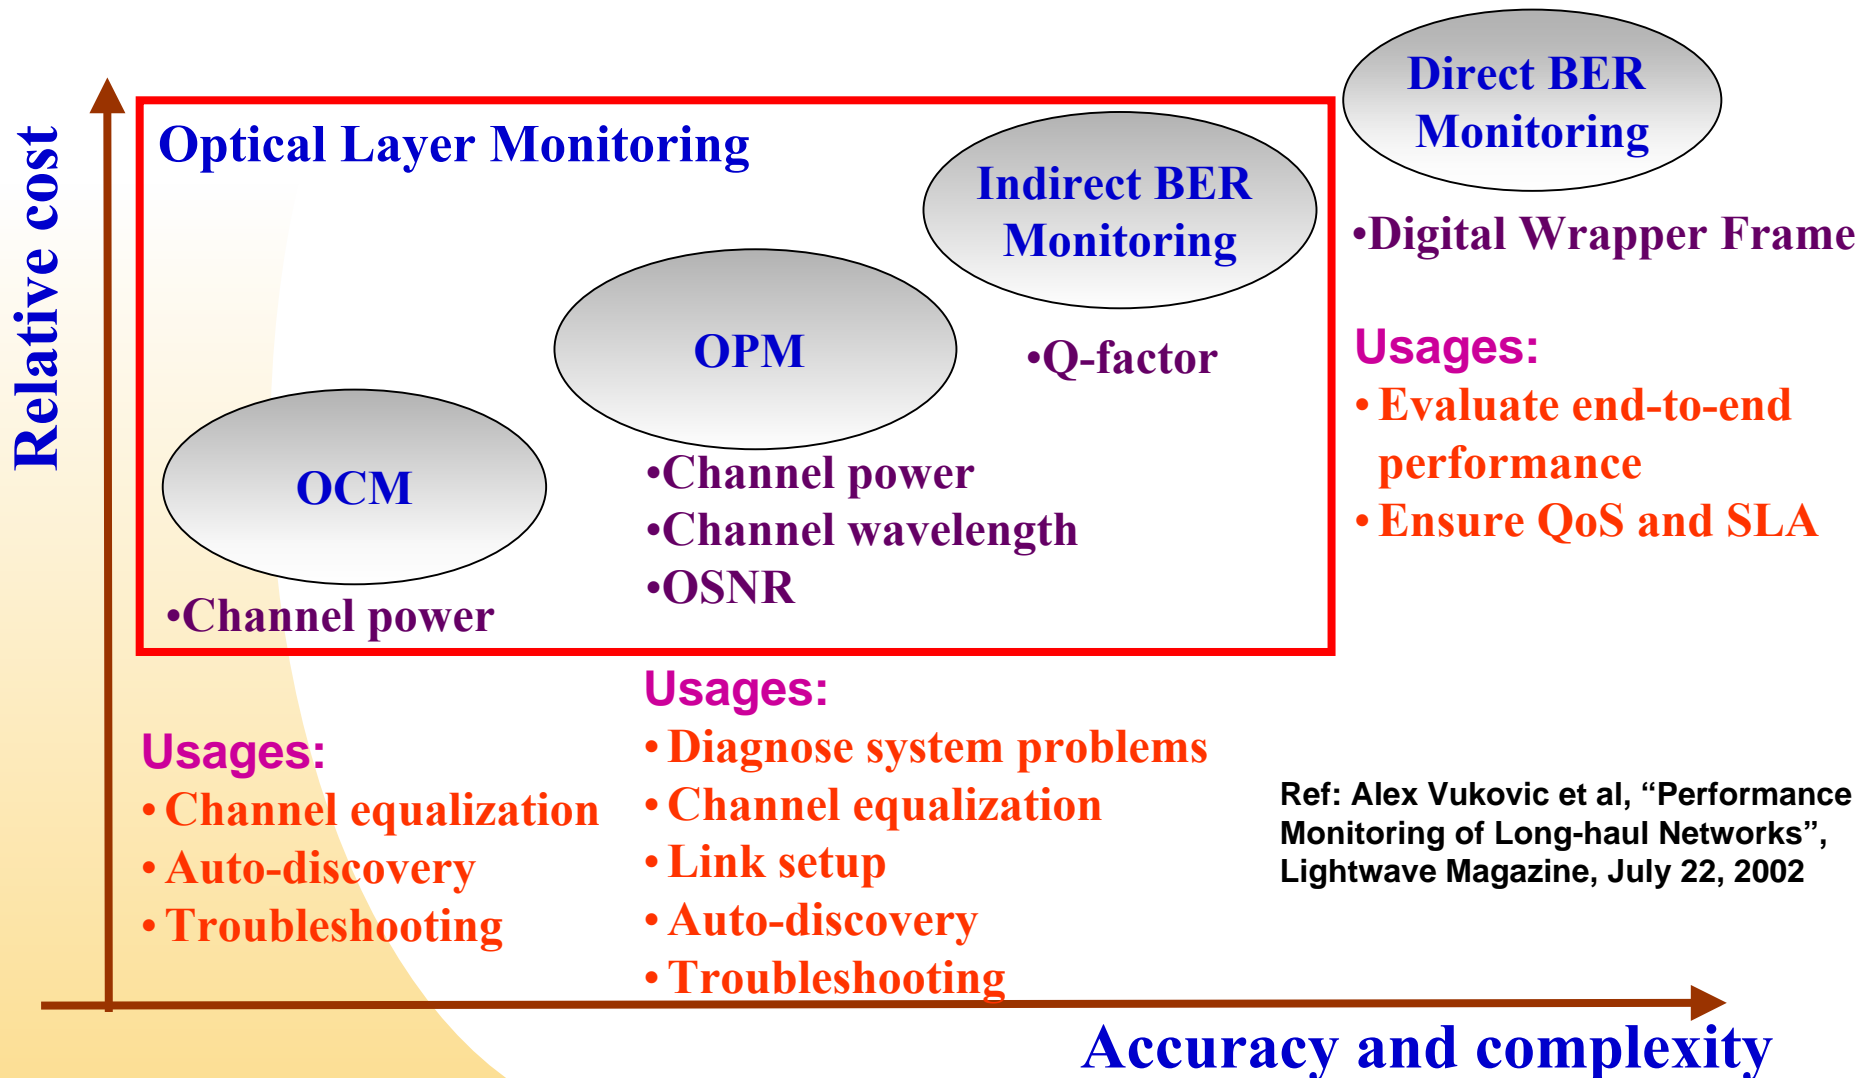 Relative cost
Optical Layer Monitoring
OCM
•Channel power
OPM
•Channel power
•Channel wavelength
•OSNR
Indirect BER
Monitoring
•Q-factor
Direct BER
Monitoring
•Digital Wrapper Frame
Usages:
• Evaluate end-to-end
performance
• Ensure QoS and SLA
Usages:
• Channel equalization
• Auto-discovery
• Troubleshooting
Usages:
• Diagnose system problems
• Channel equalization
• Link setup
• Auto-discovery
• Troubleshooting
Ref: Alex Vukovic et al, “Performance
Monitoring of Long-haul Networks”,
Lightwave Magazine, July 22, 2002
Accuracy and complexity